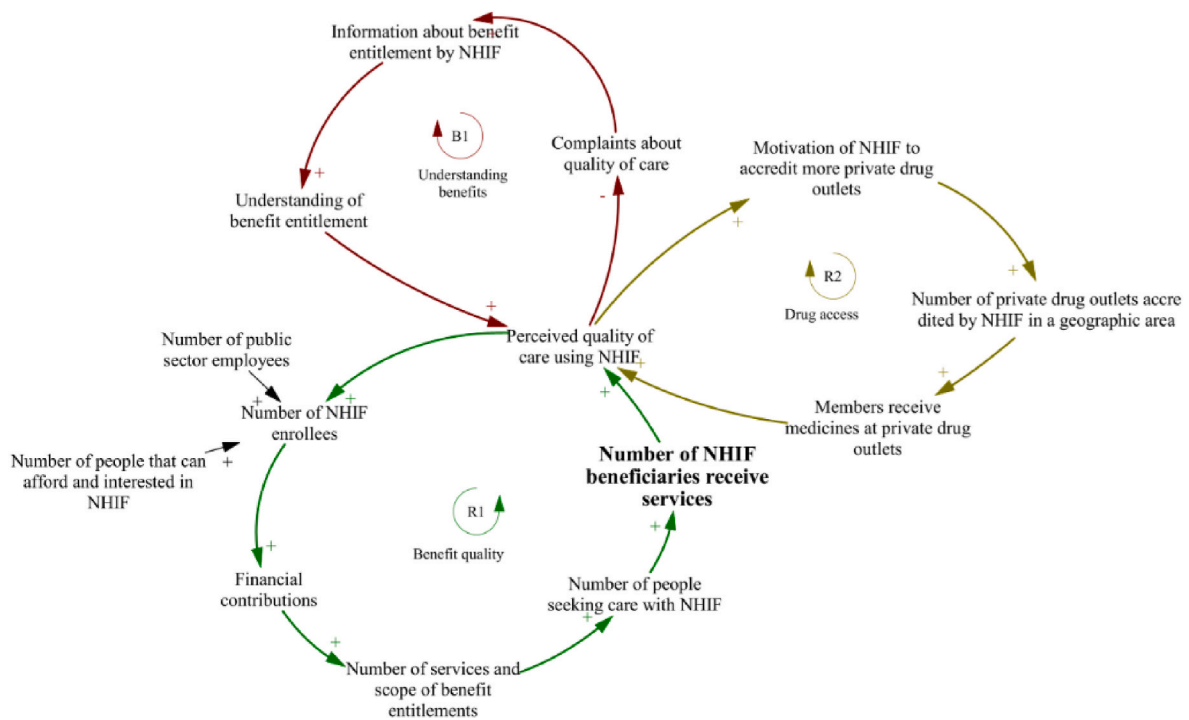 Information about benefit
entitlement by NHIF
+
B1
Understanding
benefits
Complaints about
quality of care
-
+
Understanding of
benefit entitlement
+
Motivation of NHIF to
accredit more private drug
outlets
+
R2
Drug access
+
Number of private drug outlets accre
dited by NHIF in a geographic area
+
Members receive
medicines at private drug
outlets
+
Perceived quality of
care using NHIF
+
Number of public
sector employees
+
+
Number of NHIF
enrollees
Number of people that can
afford and interested in
NHIF
+
Number of NHIF
beneficiaries receive
services
+
R1
Benefit quality
+
Financial
contributions
+
Number of services and
scope of benefit
entitlements
+
Number of people
seeking care with NHIF